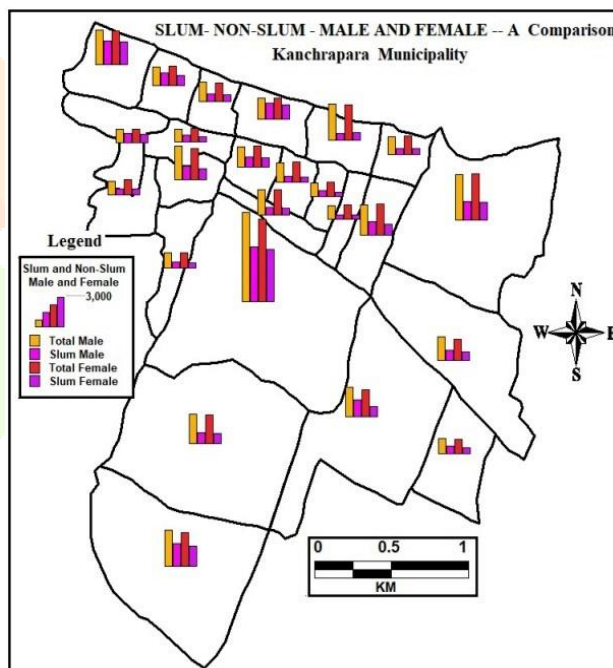 SLUM- NON-SLUM - MALE AND FEMALE -- A Comparison
Kanchrapara Municipality
Legend
Slum and Non-Slum
Male and Female
3,000
Total Male
Slum Male
Total Female
Slum Female
N
W E
S
0 0.5 1
KM